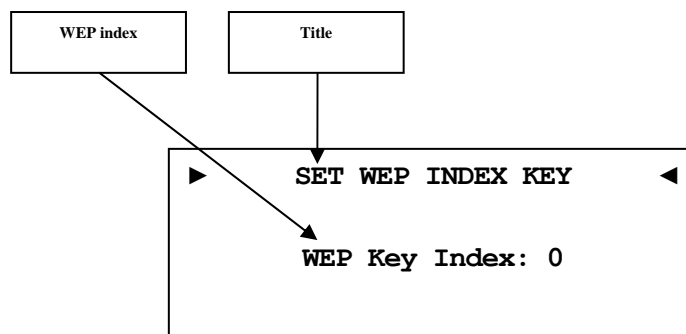 WEP index
Title
► SET WEP INDEX KEY ◄
WEP Key Index: 0